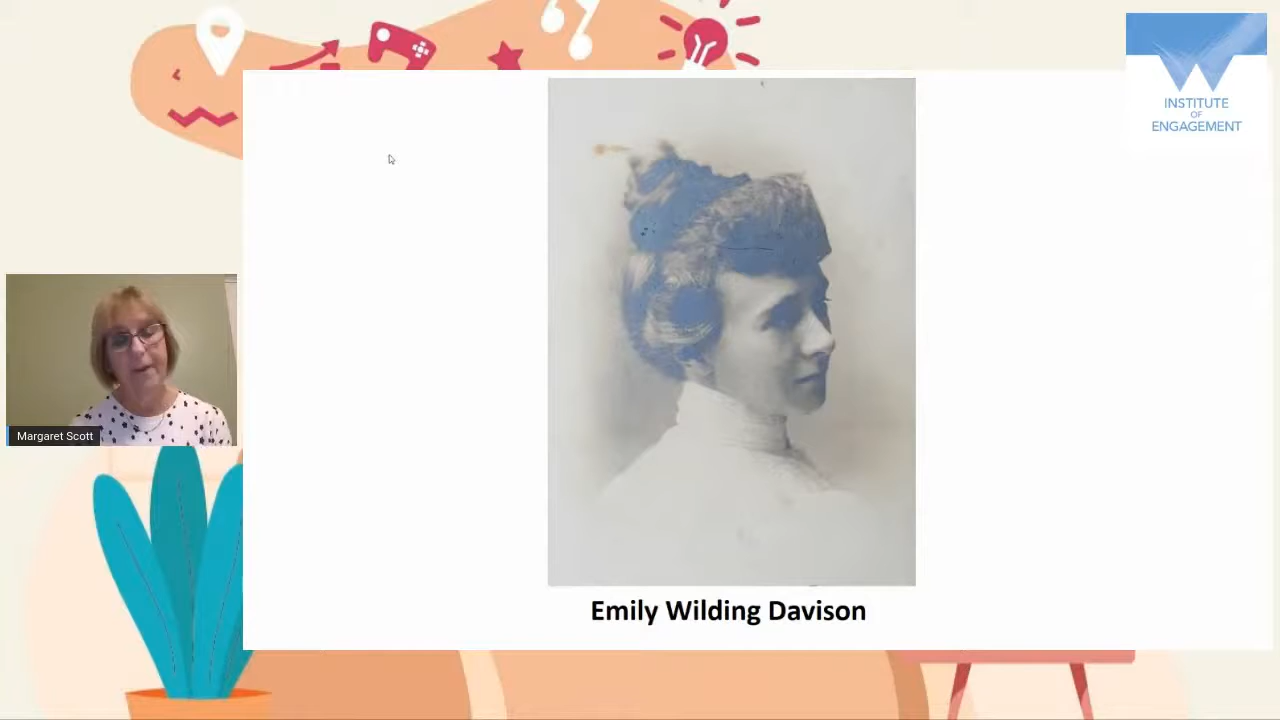 INSTITUTE
OF
ENGAGEMENT
Margaret Scott
Emily Wilding Davison